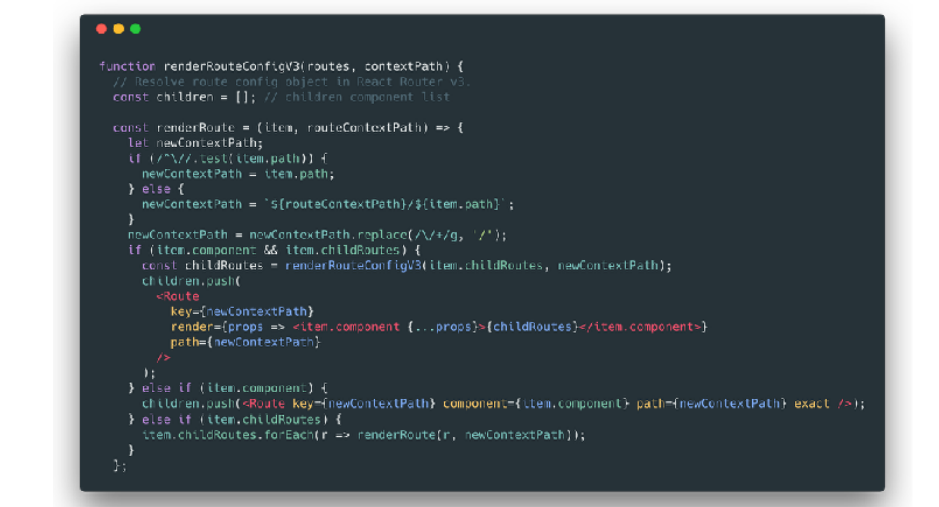 function renderRouteConfigV3(routes, contextPath) {
  // Resolve route config object in React Router v3.
  const children = []; // children component list

  const renderRoute = (item, routeContextPath) => {
    let newContextPath;
    if (/^\//.test(item.path)) {
      newContextPath = item.path;
    } else {
      newContextPath = `${routeContextPath}/${item.path}`;
    }
    newContextPath = newContextPath.replace(/\/+/g, '/');
    if (item.component && item.childRoutes) {
      const childRoutes = renderRouteConfigV3(item.childRoutes, newContextPath);
      children.push(
        <Route
          key={newContextPath}
          render={props => <item.component {...props}>{childRoutes}</item.component>}
          path={newContextPath}
        />
      );
    } else if (item.component) {
      children.push(<Route key={newContextPath} component={item.component} path={newContextPath} exact />);
    } else if (item.childRoutes) {
      item.childRoutes.forEach(r => renderRoute(r, newContextPath));
    }
  };